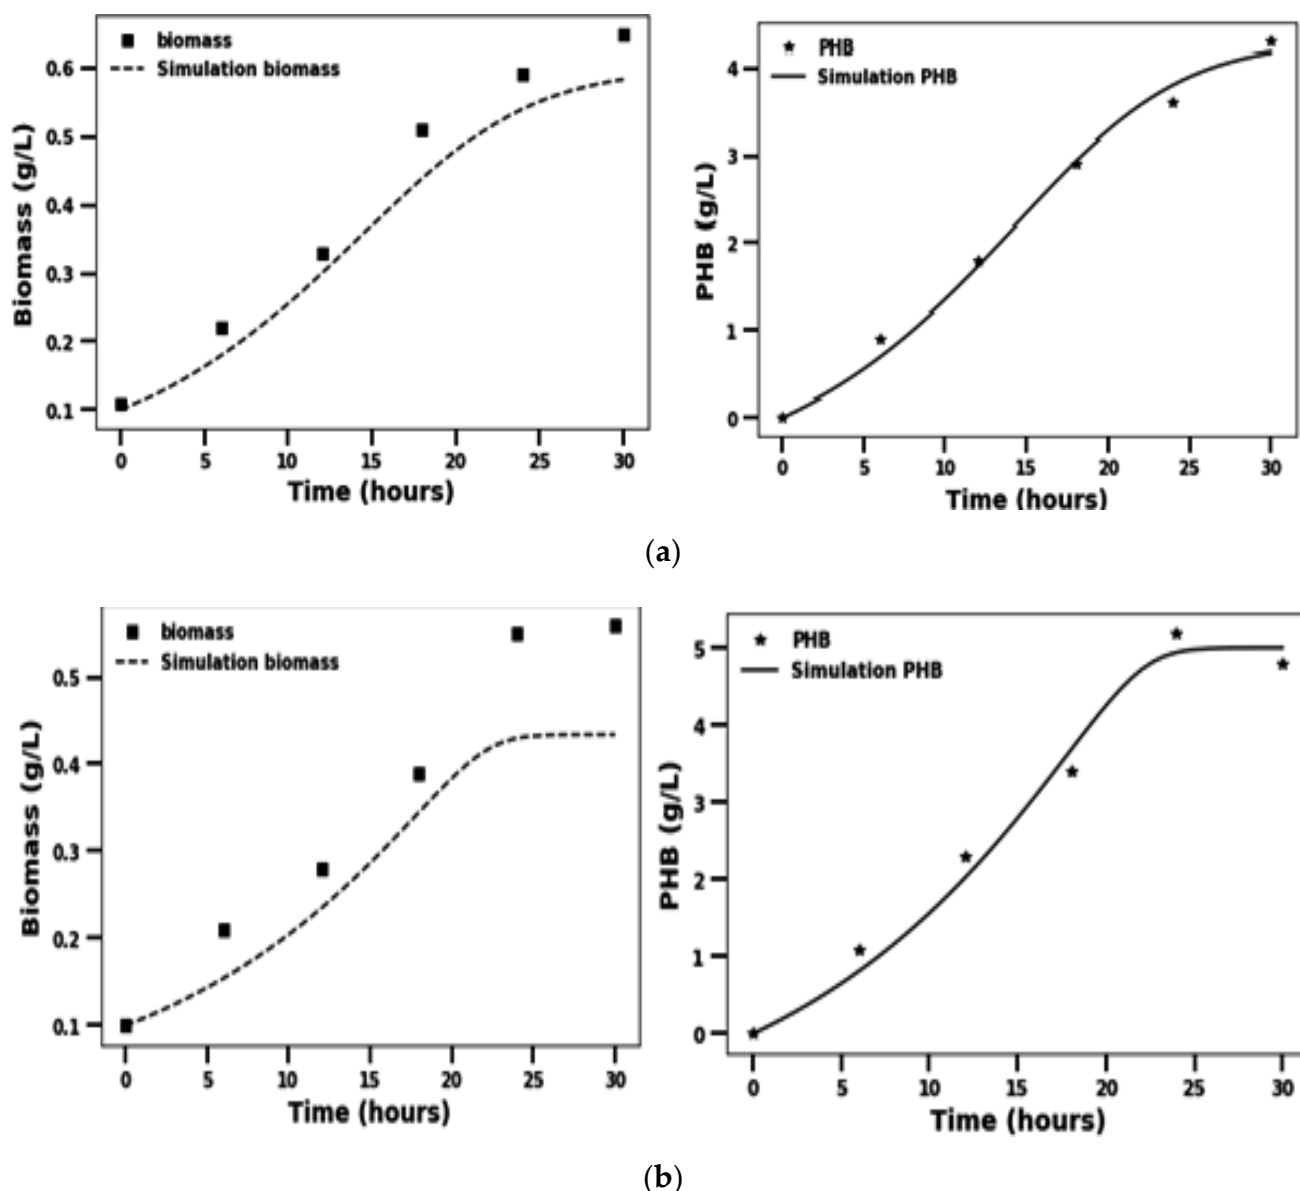 biomass
Simulation biomass
0.6
0.5
0.4
0.3
0.2
0.1
Biomass (g/L)
0 5 10 15 20 25 30
Time (hours)
PHB
Simulation PHB
4
3
2
1
0
PHB (g/L)
0 5 10 15 20 25 30
Time (hours)
(a)
biomass
Simulation biomass
0.5
0.4
0.3
0.2
0.1
Biomass (g/L)
0 5 10 15 20 25 30
Time (hours)
PHB
Simulation PHB
5
4
3
2
1
0
PHB (g/L)
0 5 10 15 20 25 30
Time (hours)
(b)